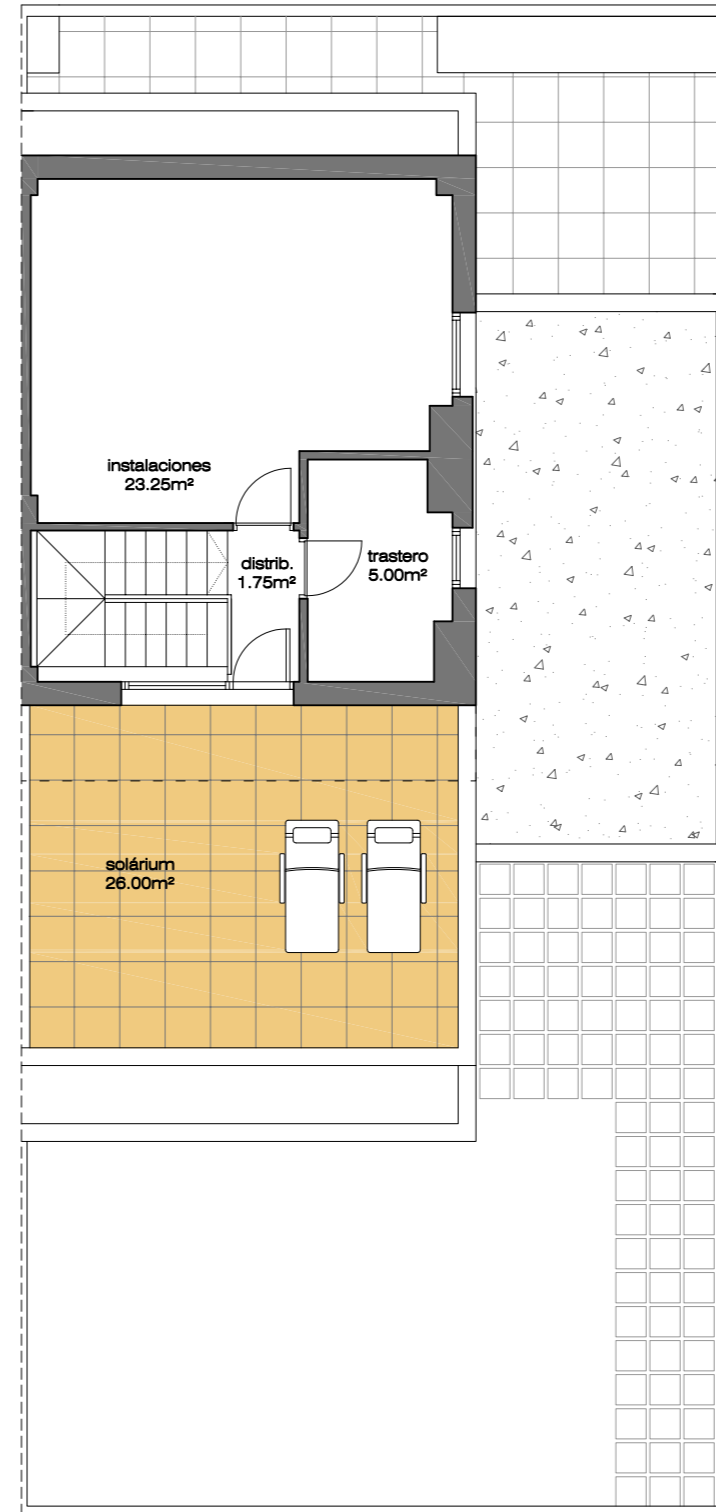 instalaciones
23.25m²
distrib.
1.75m²
trastero
5.00m²
solárium
26.00m²